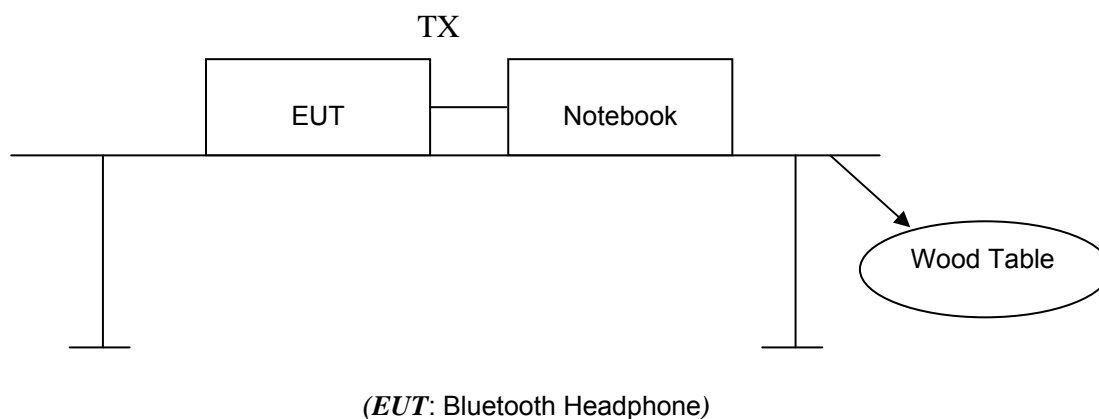 TX
EUT
Notebook
Wood Table
(EUT: Bluetooth Headphone)